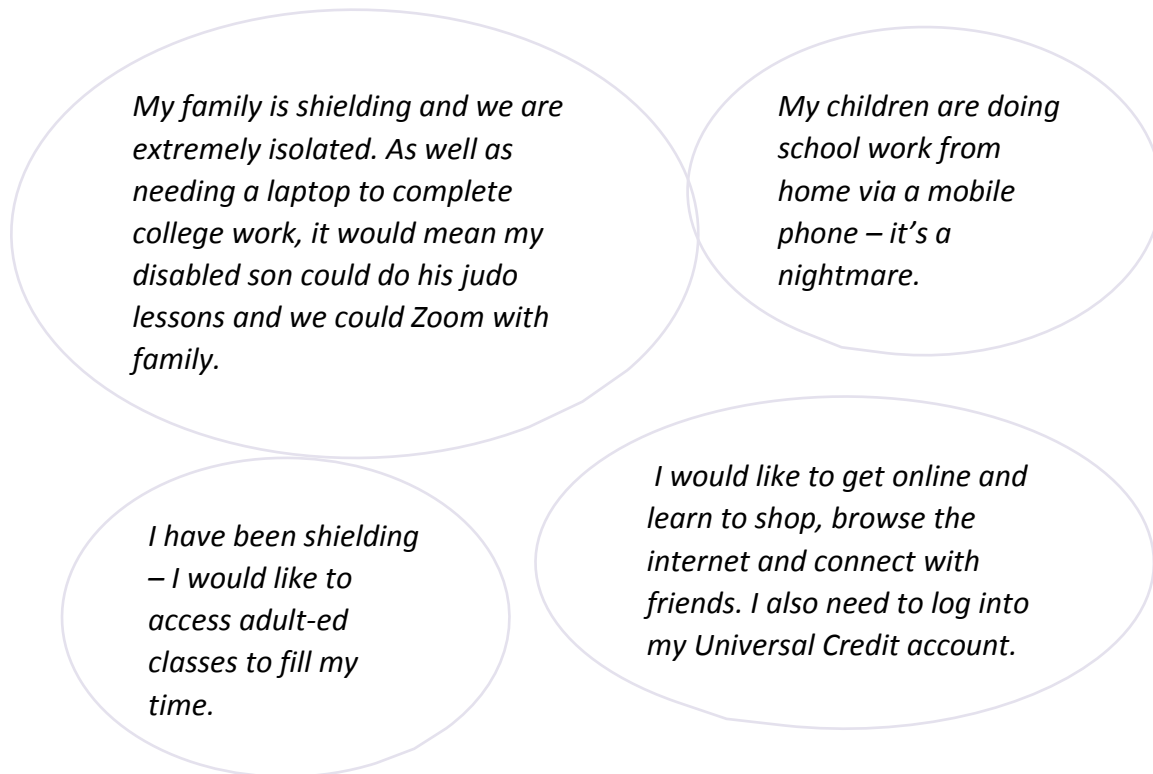 My family is shielding and we are
extremely isolated. As well as
needing a laptop to complete
college work, it would mean my
disabled son could do his judo
lessons and we could Zoom with
family.
My children are doing
school work from
home via a mobile
phone – it’s a
nightmare.
I have been shielding
– I would like to
access adult-ed
classes to fill my
time.
I would like to get online and
learn to shop, browse the
internet and connect with
friends. I also need to log into
my Universal Credit account.